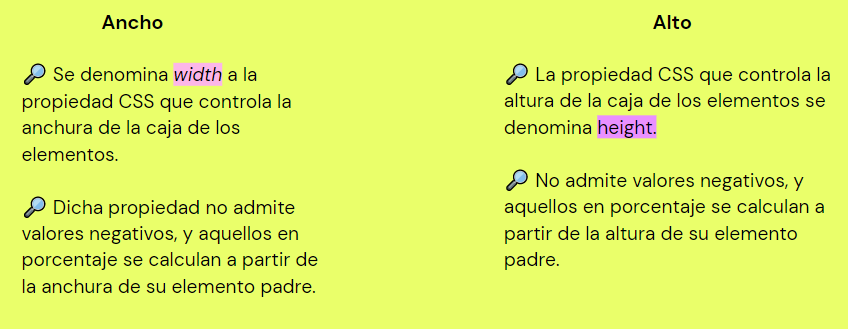 Ancho
🔎 Se denomina width a la
propiedad CSS que controla la
anchura de la caja de los
elementos.
🔎 Dicha propiedad no admite
valores negativos, y aquellos en
porcentaje se calculan a partir de
la anchura de su elemento padre.
Alto
🔎 La propiedad CSS que controla la
altura de la caja de los elementos se
denomina height.
🔎 No admite valores negativos, y
aquellos en porcentaje se calculan a
partir de la altura de su elemento
padre.